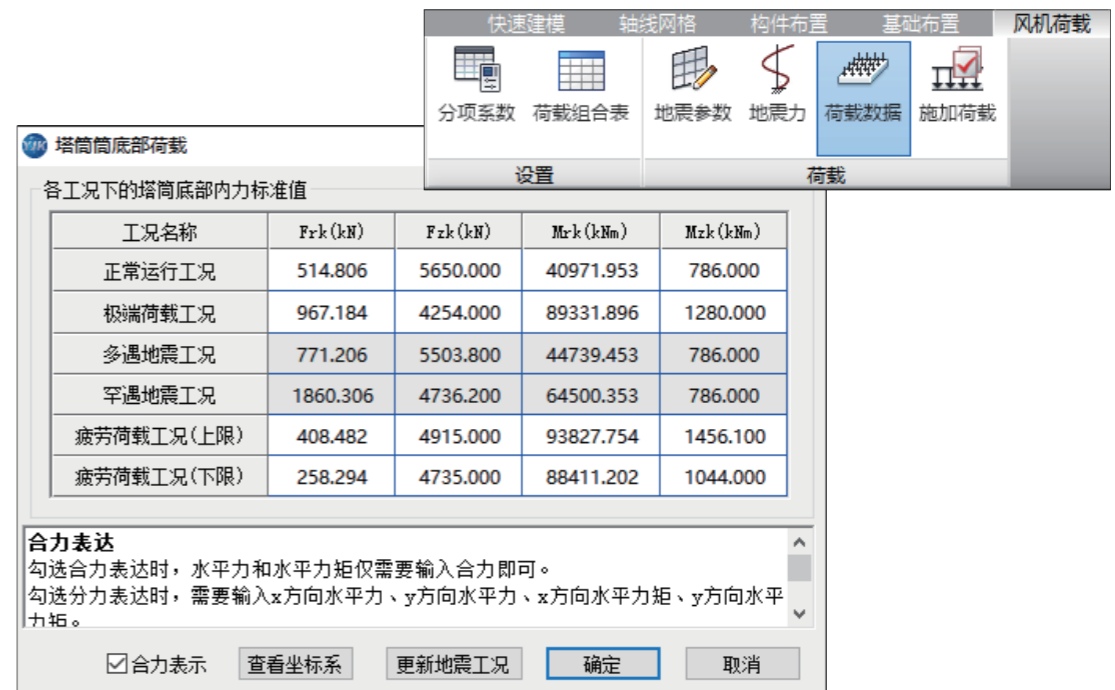 快速建模 轴线网格 构件布置 基础布置 风机荷载
分项系数 荷载组合表 地震参数 地震力 荷载数据 施加荷载
设置 荷载
YJK 塔筒筒底部荷载
各工况下的塔筒底部内力标准值
工况名称 Frk(kN) Fzk(kN) Mrk(kNm) Mzk(kNm)
正常运行工况 514.806 5650.000 40971.953 786.000
极端荷载工况 967.184 4254.000 89331.896 1280.000
多遇地震工况 771.206 5503.800 44739.453 786.000
罕遇地震工况 1860.306 4736.200 64500.353 786.000
疲劳荷载工况(上限) 408.482 4915.000 93827.754 1456.100
疲劳荷载工况(下限) 258.294 4735.000 88411.202 1044.000
合力表达
勾选合力表达时，水平力和水平力矩仅需要输入合力即可。
勾选分力表达时，需要输入x方向水平力、y方向水平力、x方向水平力矩、y方向水平
力矩。
合力表示 查看坐标系 更新地震工况 确定 取消